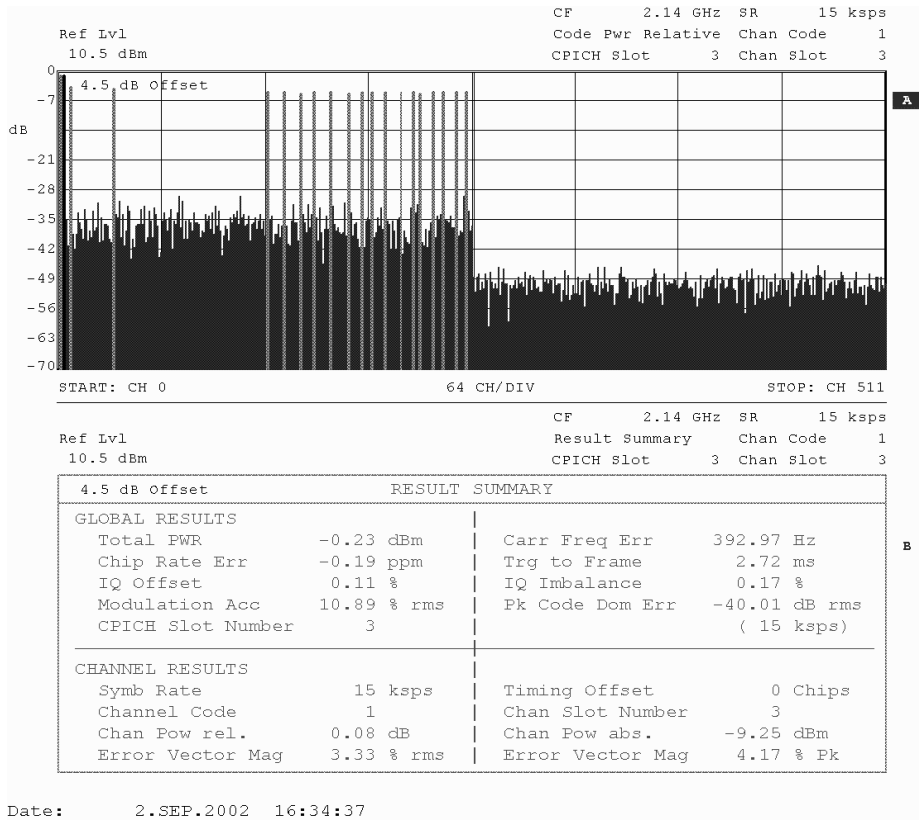 CF 2.14 GHz SR 15 ksps
Ref Lvl Code Pwr Relative Chan Code 1
10.5 dBm CPICH Slot 3 Chan Slot 3
0
4.5 dB Offset
-7
A
dB
-21
-28
-35
-42
-49
-56
-63
-70
START: CH 0 64 CH/DIV STOP: CH 511
CF 2.14 GHz SR 15 ksps
Ref Lvl Result Summary Chan Code 1
10.5 dBm CPICH Slot 3 Chan Slot 3
4.5 dB Offset RESULT SUMMARY
GLOBAL RESULTS
Total PWR -0.23 dBm Carr Freq Err 392.97 Hz
B
Chip Rate Err -0.19 ppm Trg to Frame 2.72 ms
IQ Offset 0.11 % IQ Imbalance 0.17 %
Modulation Acc 10.89 % rms Pk Code Dom Err -40.01 dB rms
CPICH Slot Number 3 ( 15 ksps)
CHANNEL RESULTS
Symb Rate 15 ksps Timing Offset 0 Chips
Channel Code 1 Chan Slot Number 3
Chan Pow rel. 0.08 dB Chan Pow abs. -9.25 dBm
Error Vector Mag 3.33 % rms Error Vector Mag 4.17 % Pk
Date: 2.SEP.2002 16:34:37